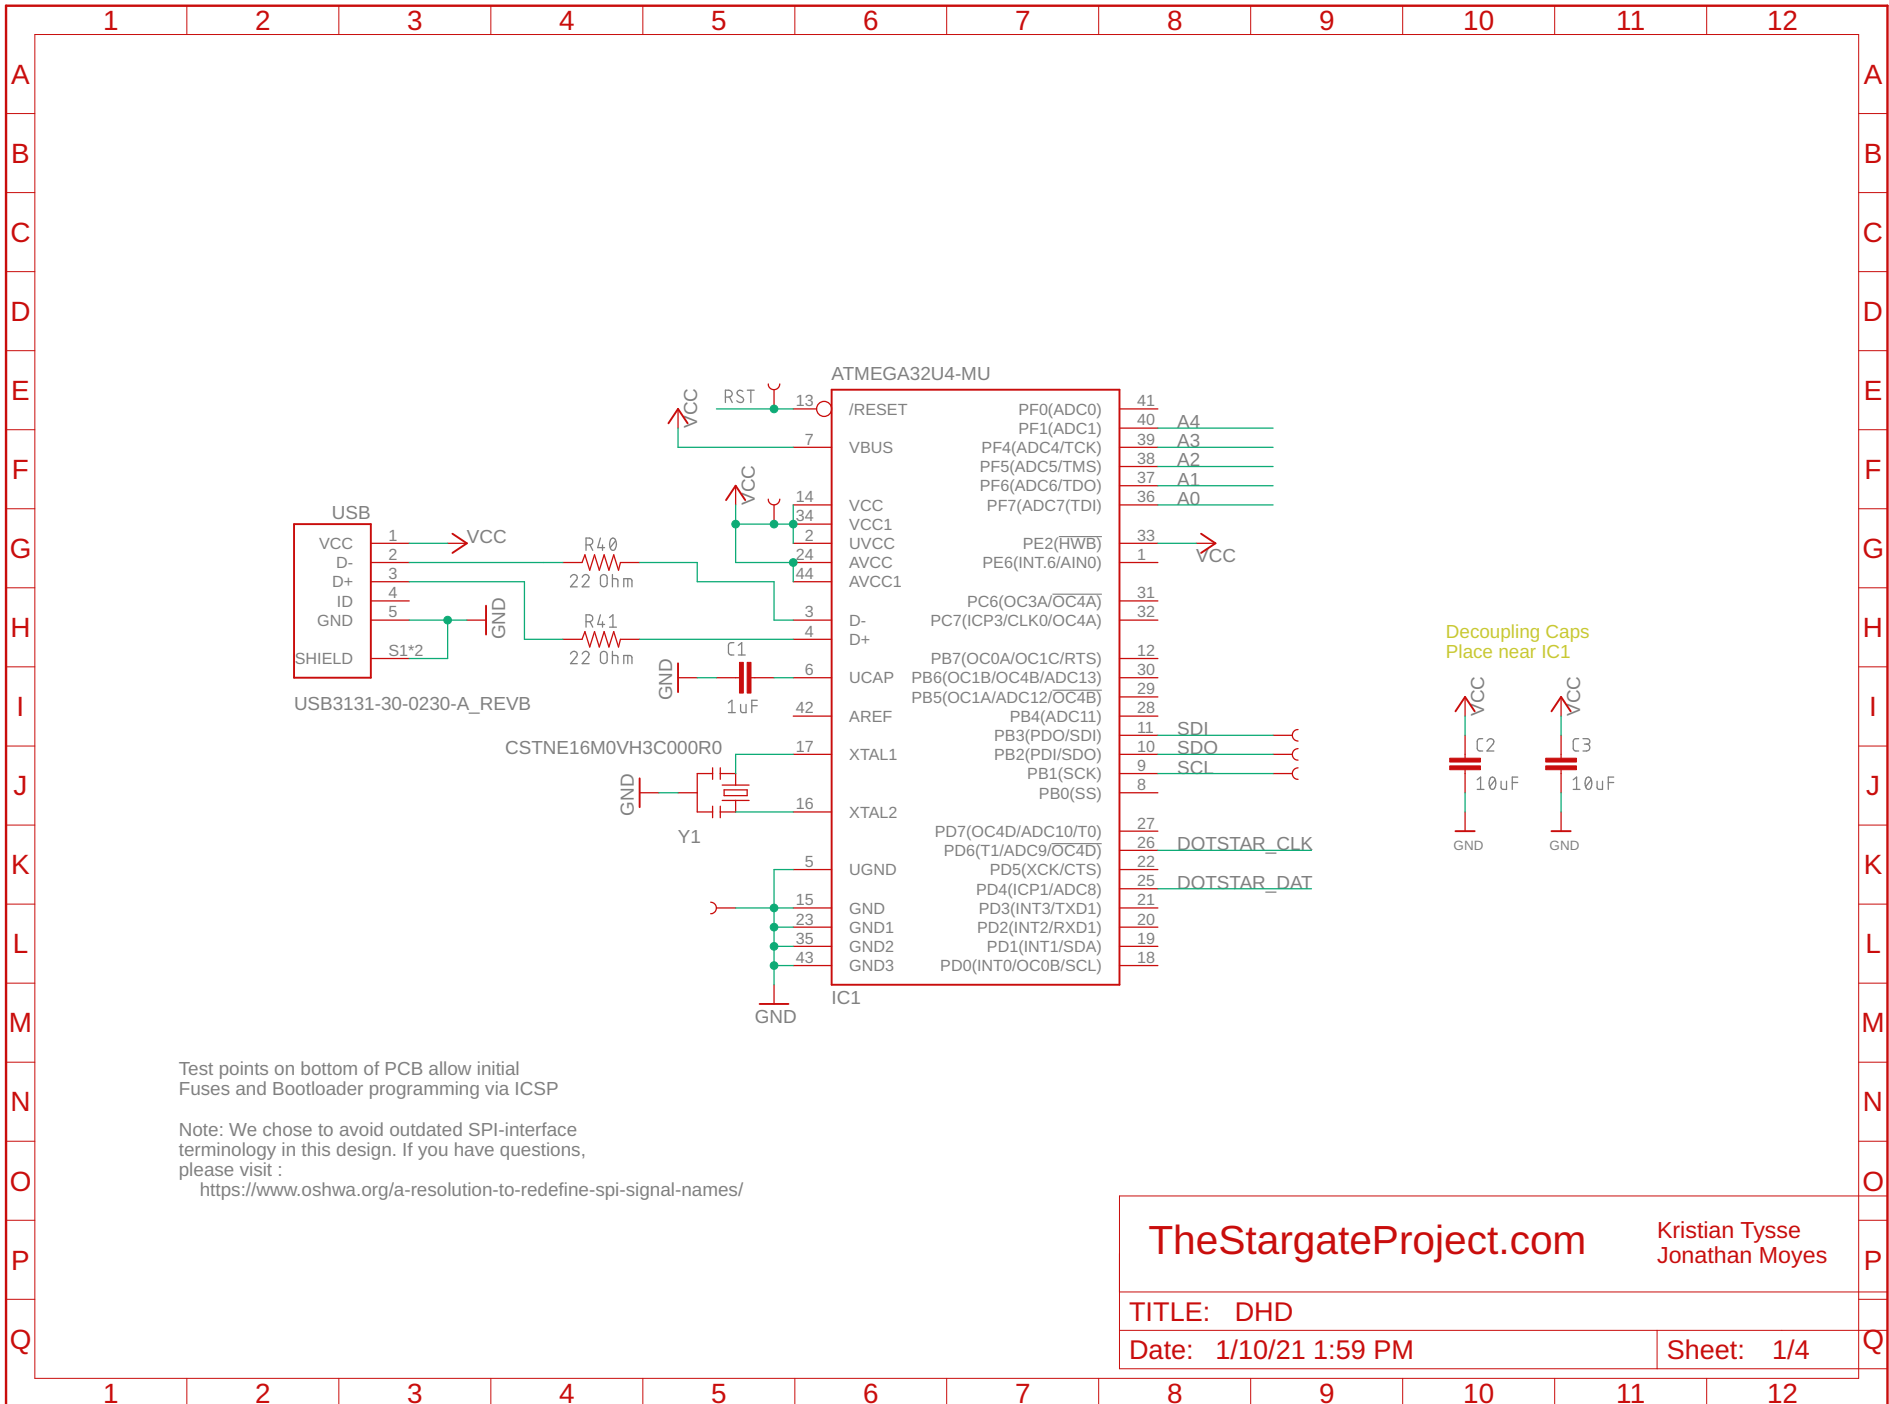 1 2 3 4 5 6 7 8 9 10 11 12
A A
B B
C C
D D
E E
F F
G G
H H
I I
J J
K K
L L
M M
N N
O O
P P
Q Q
ATMEGA32U4-MU
VCC
RST
13 /RESET
7 VBUS
VCC
14 VCC
34 VCC1
2 UVCC
24 AVCC
44 AVCC1
3 D-
4 D+
6 UCAP
42 AREF
17 XTAL1
16 XTAL2
5 UGND
15 GND
23 GND1
35 GND2
43 GND3
GND
IC1
PF0(ADC0) 41
PF1(ADC1) 40 A4
PF4(ADC4/TCK) 39 A3
PF5(ADC5/TMS) 38 A2
PF6(ADC6/TDO) 37 A1
PF7(ADC7(TDI) 36 A0
PE2(HWB) 33 VCC
PE6(INT.6/AIN0) 1
PC6(OC3A/OC4A) 31
PC7(ICP3/CLK0/OC4A) 32
PB7(OC0A/OC1C/RTS) 12
PB6(OC1B/OC4B/ADC13) 30
PB5(OC1A/ADC12/OC4B) 29
PB4(ADC11) 28
PB3(PDO/SDI) 11 SDI
PB2(PDI/SDO) 10 SDO
PB1(SCK) 9 SCL
PB0(SS) 8
PD7(OC4D/ADC10/T0) 27
PD6(T1/ADC9/OC4D) 26 DOTSTAR_CLK
PD5(XCK/CTS) 22
PD4(ICP1/ADC8) 25 DOTSTAR_DAT
PD3(INT3/TXD1) 21
PD2(INT2/RXD1) 20
PD1(INT1/SDA) 19
PD0(INT0/OC0B/SCL) 18
USB
VCC 1 VCC
D- 2
D+ 3
ID 4
GND 5 GND
SHIELD S1*2
USB3131-30-0230-A_REVB
R40
22 Ohm
R41
22 Ohm
C1
GND
1uF
CSTNE16M0VH3C000R0
GND
Y1
Decoupling Caps
Place near IC1
VCC VCC
C2 C3
10uF 10uF
GND GND
Test points on bottom of PCB allow initial
Fuses and Bootloader programming via ICSP
Note: We chose to avoid outdated SPI-interface
terminology in this design. If you have questions,
please visit :
https://www.oshwa.org/a-resolution-to-redefine-spi-signal-names/
TheStargateProject.com
Kristian Tysse
Jonathan Moyes
TITLE: DHD
Date: 1/10/21 1:59 PM
Sheet: 1/4
1 2 3 4 5 6 7 8 9 10 11 12